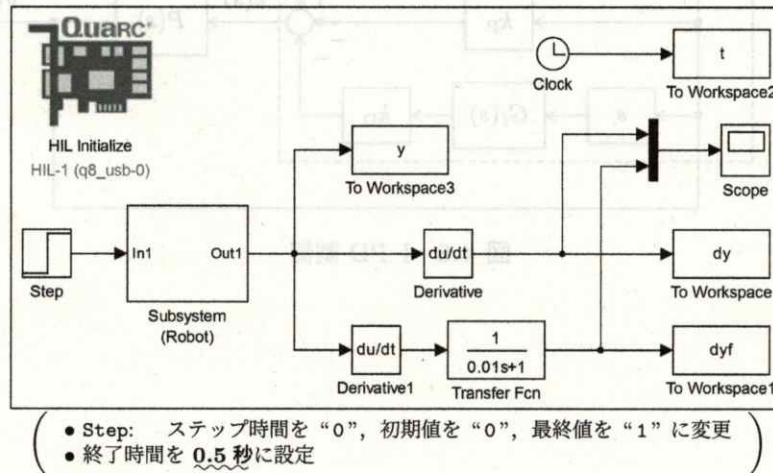 QUARC
HIL Initialize
HIL-1 (q8_usb-0)
Clock
t
To Workspace2
y
To Workspace3
Scope
Step
In1
Out1
Subsystem
(Robot)
du/dt
Derivative
dy
To Workspace
du/dt
Derivative1
1
0.01s+1
Transfer Fcn
dyf
To Workspace1
● Step: ステップ時間を “0”, 初期値を “0”, 最終値を “1” に変更
● 終了時間を 0.5 秒に設定